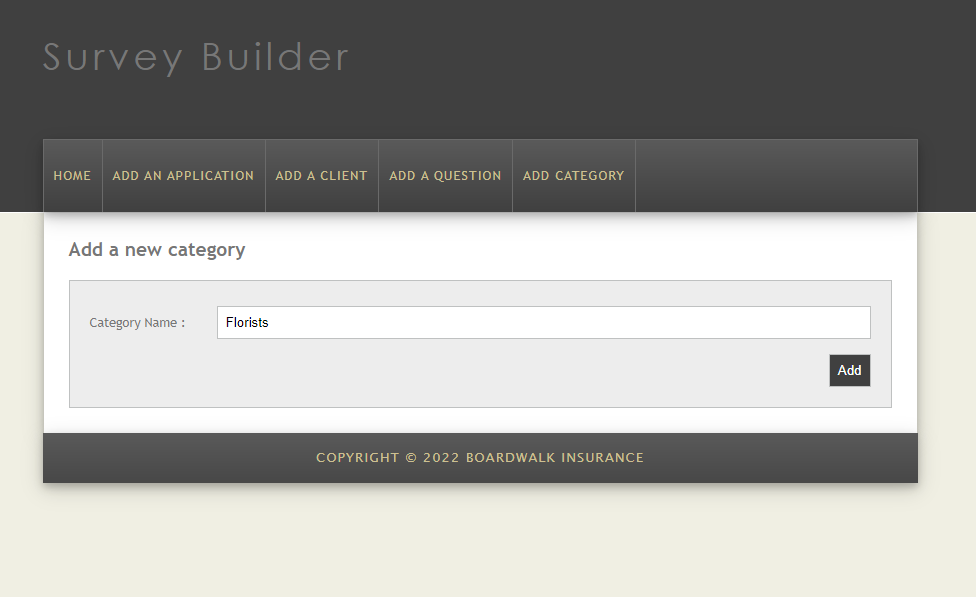 Survey Builder
HOME ADD AN APPLICATION ADD A CLIENT ADD A QUESTION ADD CATEGORY
Add a new category
Category Name : Florists
Add
COPYRIGHT © 2022 BOARDWALK INSURANCE